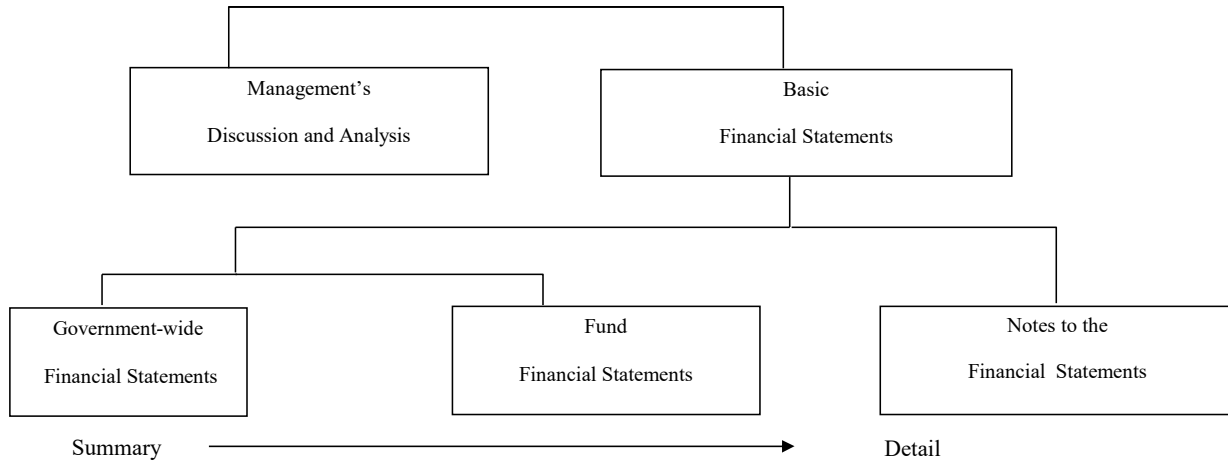 Management’s
Discussion and Analysis
Basic
Financial Statements
Government-wide
Financial Statements
Fund
Financial Statements
Notes to the
Financial Statements
Summary
Detail